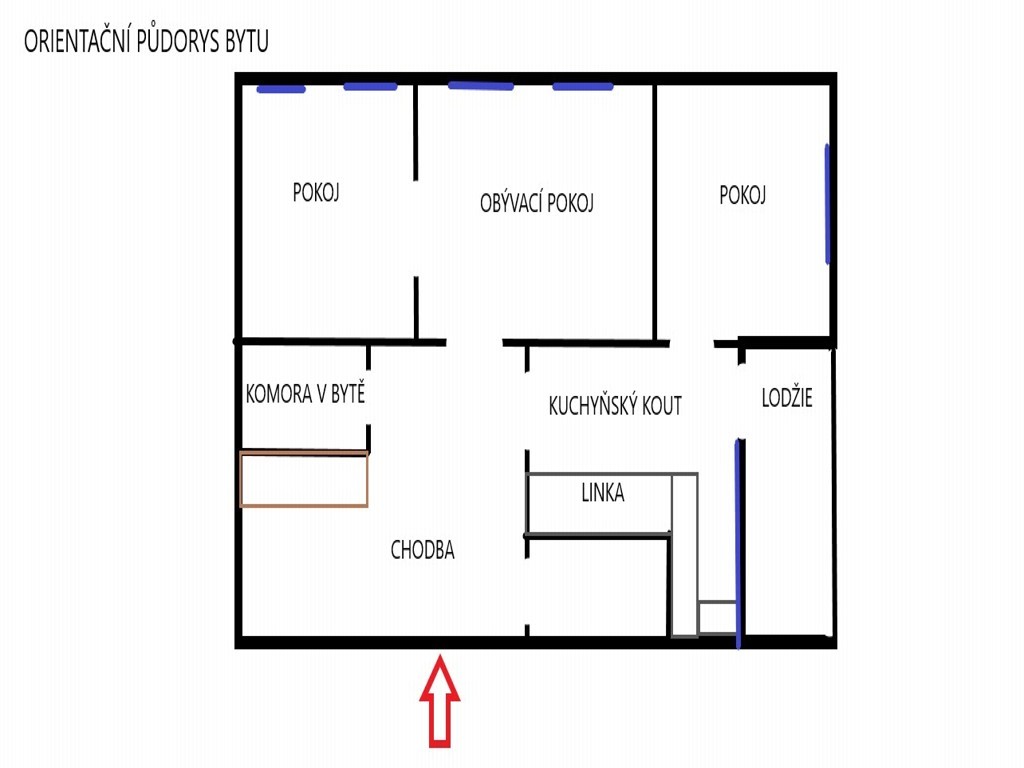 ORIENTAČNÍ PŮDORYS BYTU
POKOJ
OBÝVACÍ POKOJ
POKOJ
KOMORA V BYTĚ
KUCHYŇSKÝ KOUT
LODŽIE
LINKA
CHODBA